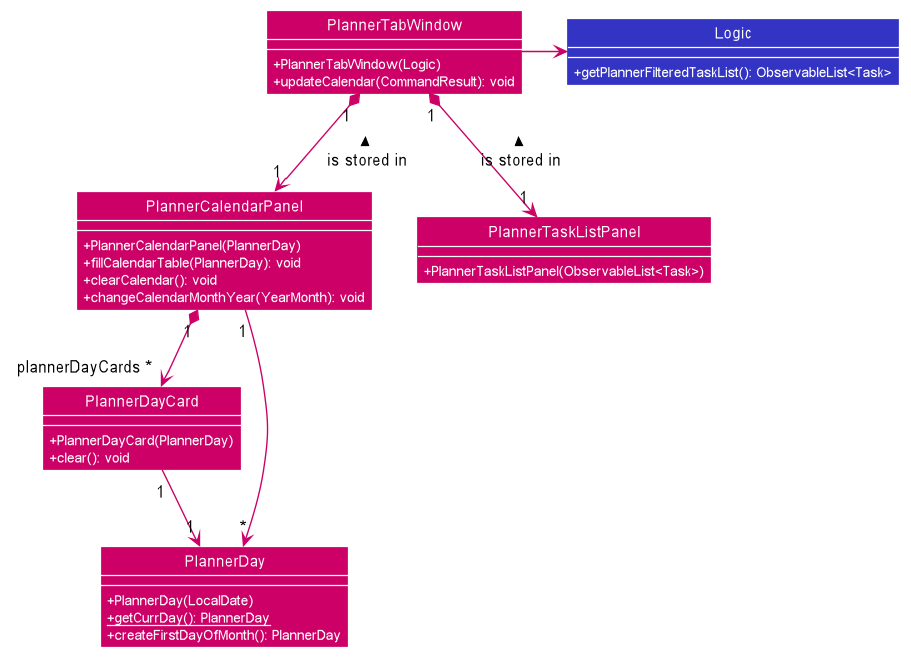 PlannerTabWindow
+PlannerTabWindow(Logic)
+updateCalendar(CommandResult): void
Logic
+getPlannerFilteredTaskList(): ObservableList<Task>
1
1
▲
is stored in
▲
is stored in
1
1
PlannerCalendarPanel
+PlannerCalendarPanel(PlannerDay)
+fillCalendarTable(PlannerDay): void
+clearCalendar(): void
+changeCalendarMonthYear(YearMonth): void
PlannerTaskListPanel
+PlannerTaskListPanel(ObservableList<Task>)
1
1
plannerDayCards *
PlannerDayCard
+PlannerDayCard(PlannerDay)
+clear(): void
1
1
*
PlannerDay
+PlannerDay(LocalDate)
+getCurrDay(): PlannerDay
+createFirstDayOfMonth(): PlannerDay